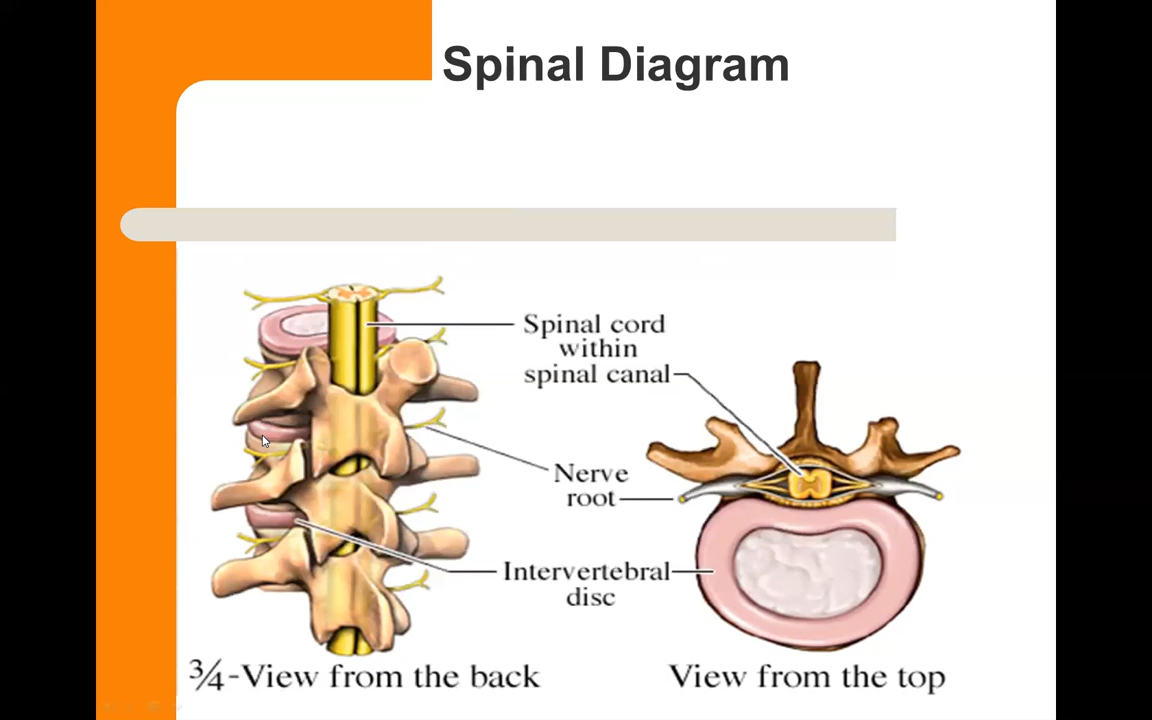 Spinal Diagram
Spinal cord
within
spinal canal
Nerve
root
Intervertebral
disc
¾-View from the back
View from the top